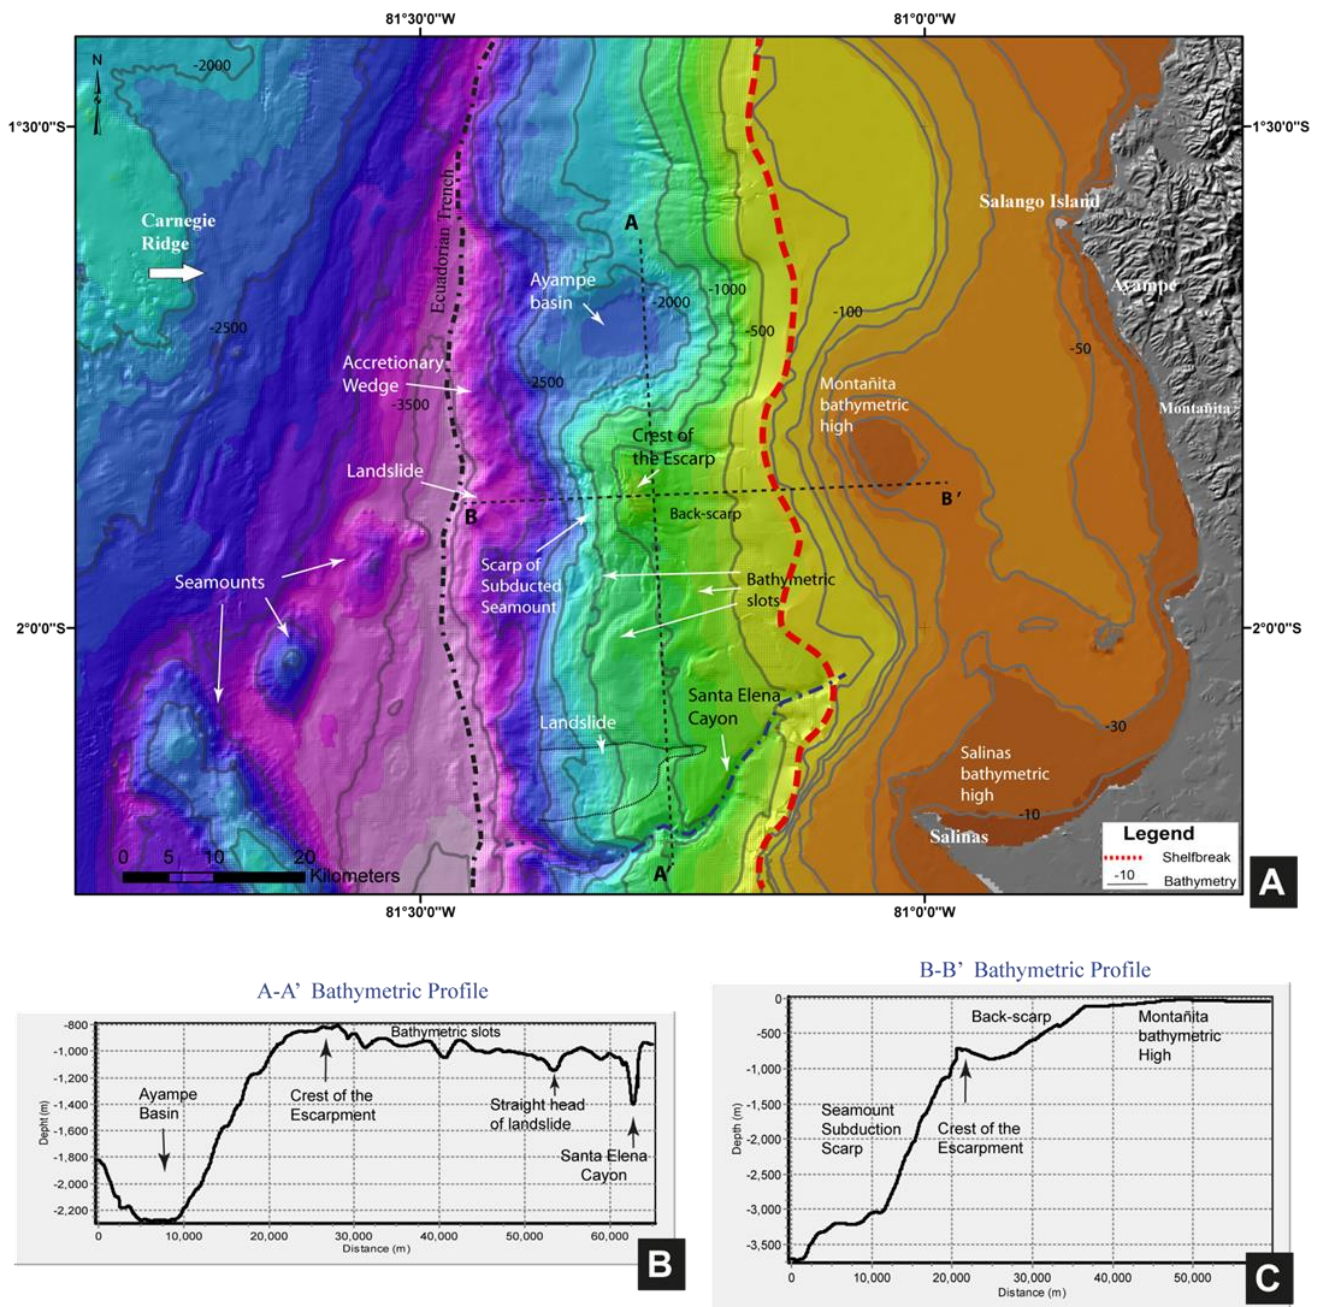 81°30'0"W
81°0'0"W
N
-2000
1°30'0"S
1°30'0"S
Ecuadorian Trench
Salango Island
Carnegie
Ridge
A
Ayampe
basin
-2000
-1000
Ayampe
-2500
-500
-100
-50
Accretionary
Wedge
-2500
-3500
Montañita
bathymetric
high
Montañita
Crest of
the Escarp
Landslide
B
B'
Back-scarp
Scarp of
Subducted
Seamount
Seamounts
Bathymetric
slots
2°0'0"S
2°0'0"S
Santa Elena
Cayon
Landslide
-30
Salinas
bathymetric
high
-10
Salinas
Legend
Shelfbreak
-10
Bathymetry
0 5 10 20
Kilometers
A'
A
81°30'0"W
81°0'0"W
A-A' Bathymetric Profile
-800
-1,000
-1,200
-1,400
-1,600
-1,800
-2,000
-2,200
Depht (m)
Bathymetric slots
Ayampe
Basin
Crest of the
Escarpment
Straight head
of landslide
Santa Elena
Cayon
0 10,000 20,000 30,000 40,000 50,000 60,000
Distance (m)
B
B-B' Bathymetric Profile
0
-500
-1,000
-1,500
-2,000
-2,500
-3,000
-3,500
Depth (m)
Back-scarp
Montañita
bathymetric
High
Seamount
Subduction
Scarp
Crest of the
Escarpment
0 10,000 20,000 30,000 40,000 50,000
Distance (m)
C